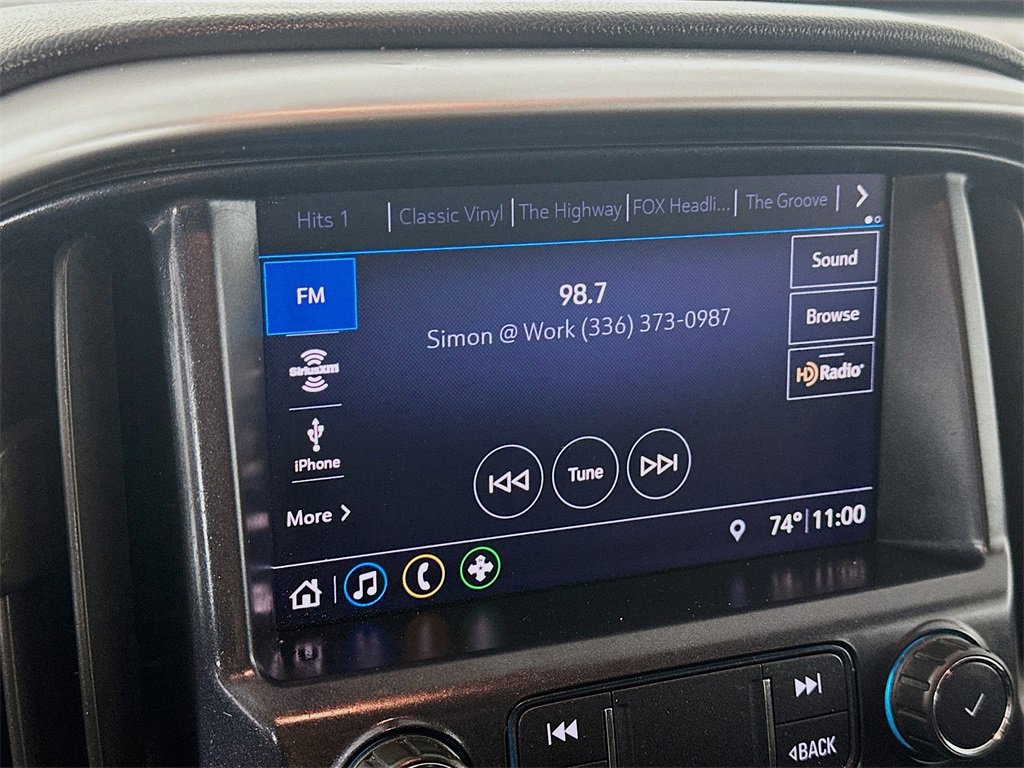 Hits 1 Classic Vinyl The Highway FOX Headli... The Groove
FM
98.7
Simon @ Work (336) 373-0987
Sound
Browse
HD Radio
SiriusXM
iPhone
Tune
More
74° 11:00
BACK